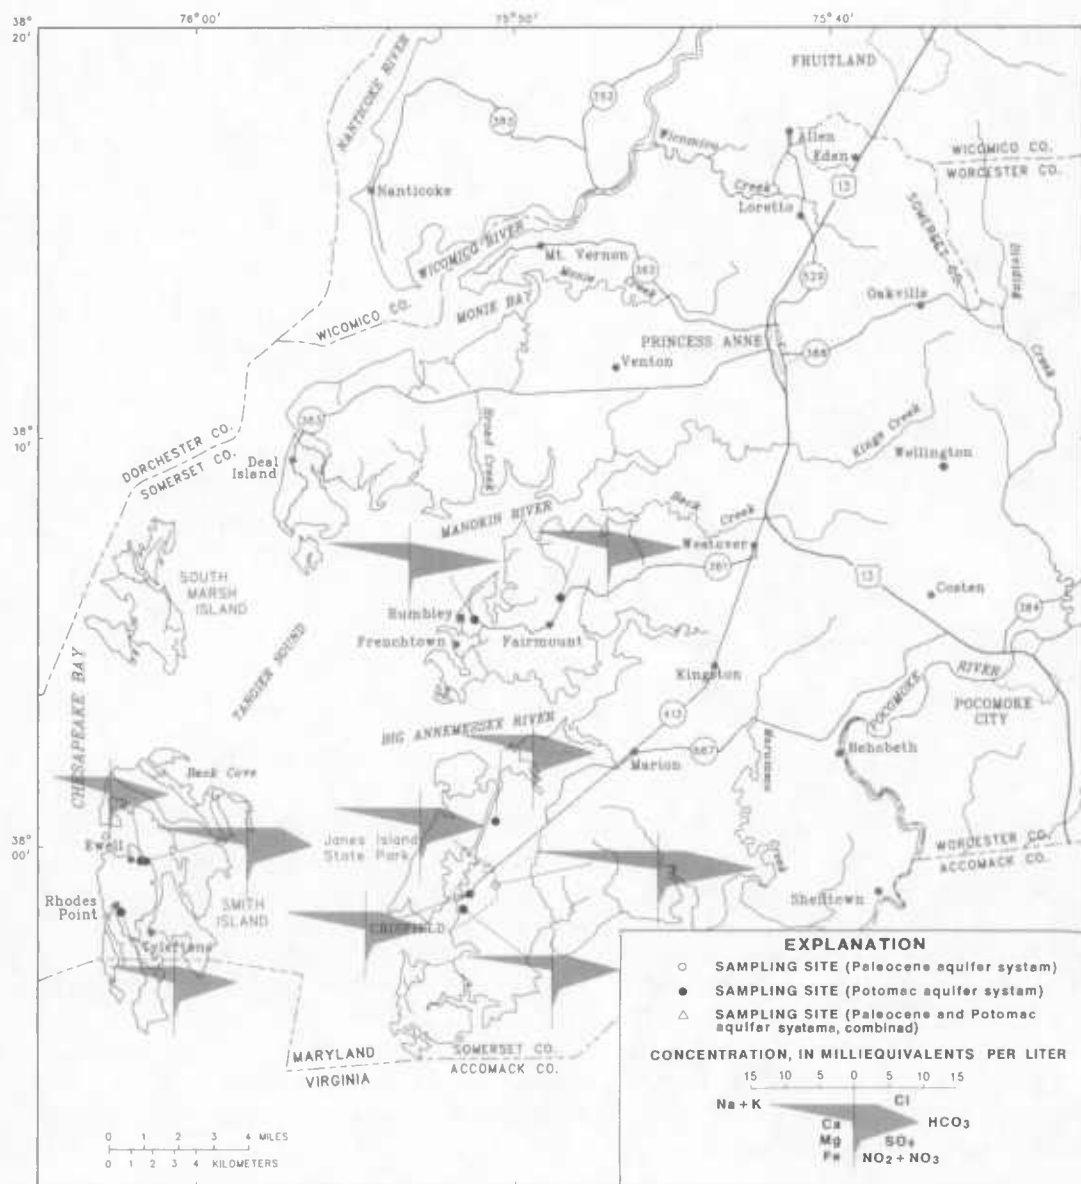 76° 00'
75° 50'
75° 40'
38°
20'
FRUITLAND
NANTICOKE RIVER
352
Wicomico
Allen
Eden
WICOMICO CO.
WORCESTER CO.
Nanticoke
Creek
13
Loretto
SOMERSET CO.
Dividing
WICOMICO RIVER
Mt. Vernon
Monie
Creek
362
529
Oakville
WICOMICO CO.
MONIE BAY
PRINCESS ANNE
Venton
388
Creek
38°
10'
363
DORCHESTER CO.
SOMERSET CO.
Deal
Island
Broad Creek
Kings Creek
Wellington
MANOKIN RIVER
Back
Creek
Westover
361
13
SOUTH
MARSH
ISLAND
Costen
364
Rumbley
Frenchtown
Fairmount
TANGIER SOUND
CHESAPEAKE BAY
Kingston
POCOMOKE
RIVER
POCOMOKE
CITY
413
BIG ANNEMESSEX RIVER
667
Marion
Marumsco
Rehobeth
Back Cove
38°
00'
Ewell
Janes Island
State Park
Creek
WORCESTER CO.
ACCOMACK CO.
Rhodes
Point
SMITH
ISLAND
Shelltown
CRISFIELD
Tylertons
MARYLAND
VIRGINIA
SOMERSET CO.
ACCOMACK CO.
EXPLANATION
○ SAMPLING SITE (Paleocene aquifer systam)
● SAMPLING SITE (Potomac aquifer systam)
△ SAMPLING SITE (Paleocene and Potomac
aquifar systams, combinad)
CONCENTRATION, IN MILLIEQUIVALENTS PER LITER
15 10 5 0 5 10 15
Na + K
Cl
Ca
HCO3
Mg
SO4
Fe
NO2 + NO3
0 1 2 3 4 MILES
0 1 2 3 4 KILOMETERS